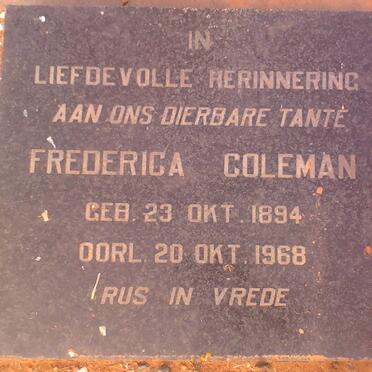 IN
LIEFDEVOLLE HERINNERING
AAN ONS DIERBARE TANTE
FREDERICA COLEMAN
GEB. 23 OKT. 1894
OORL. 20 OKT. 1968
RUS IN VREDE